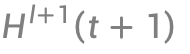 H^{l+1}(t + 1)